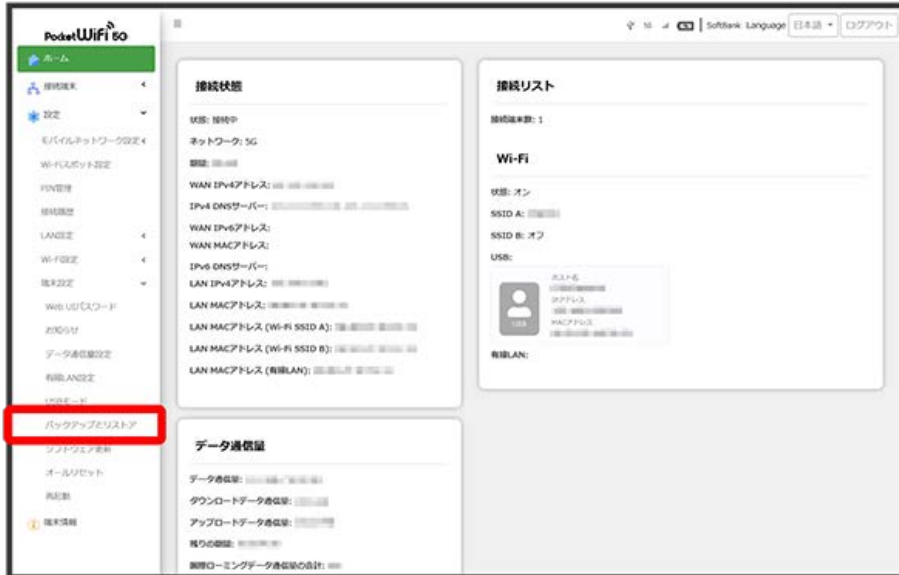 Pocket WiFi 5G
5G
SoftBank
Language
日本語
ログアウト
ホーム
接続端末
設定
モバイルネットワーク設定
Wi-Fiスポット設定
PIN管理
接続履歴
LAN設定
Wi-Fi設定
端末設定
Web UIパスワード
お知らせ
データ通信量設定
有線LAN設定
USBモード
バックアップとリストア
ソフトウェア更新
オールリセット
再起動
端末情報
接続状態
状態: 接続中
ネットワーク: 5G
期間:
WAN IPv4アドレス:
IPv4 DNSサーバー:
WAN IPv6アドレス:
WAN MACアドレス:
IPv6 DNSサーバー:
LAN IPv4アドレス:
LAN MACアドレス:
LAN MACアドレス (Wi-Fi SSID A):
LAN MACアドレス (Wi-Fi SSID B):
LAN MACアドレス (有線LAN):
データ通信量
データ通信量:
ダウンロードデータ通信量:
アップロードデータ通信量:
残りの期間:
国際ローミングデータ通信量の合計:
接続リスト
接続端末数: 1
Wi-Fi
状態: オン
SSID A:
SSID B: オフ
USB:
USB
ホスト名
IPアドレス
MACアドレス
有線LAN: